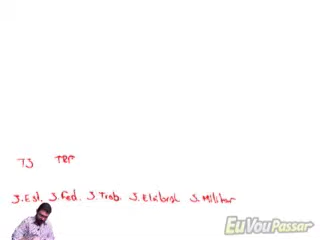 EuVouPassar
TJ TRF
J.Est. J.Fed. J.Trab. J.Eleitoral J.Militar